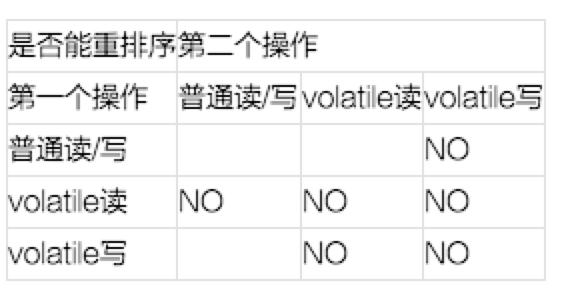 是否能重排序 第二个操作
第一个操作 普通读/写 volatile读 volatile写
普通读/写 NO
volatile读 NO NO NO
volatile写 NO NO